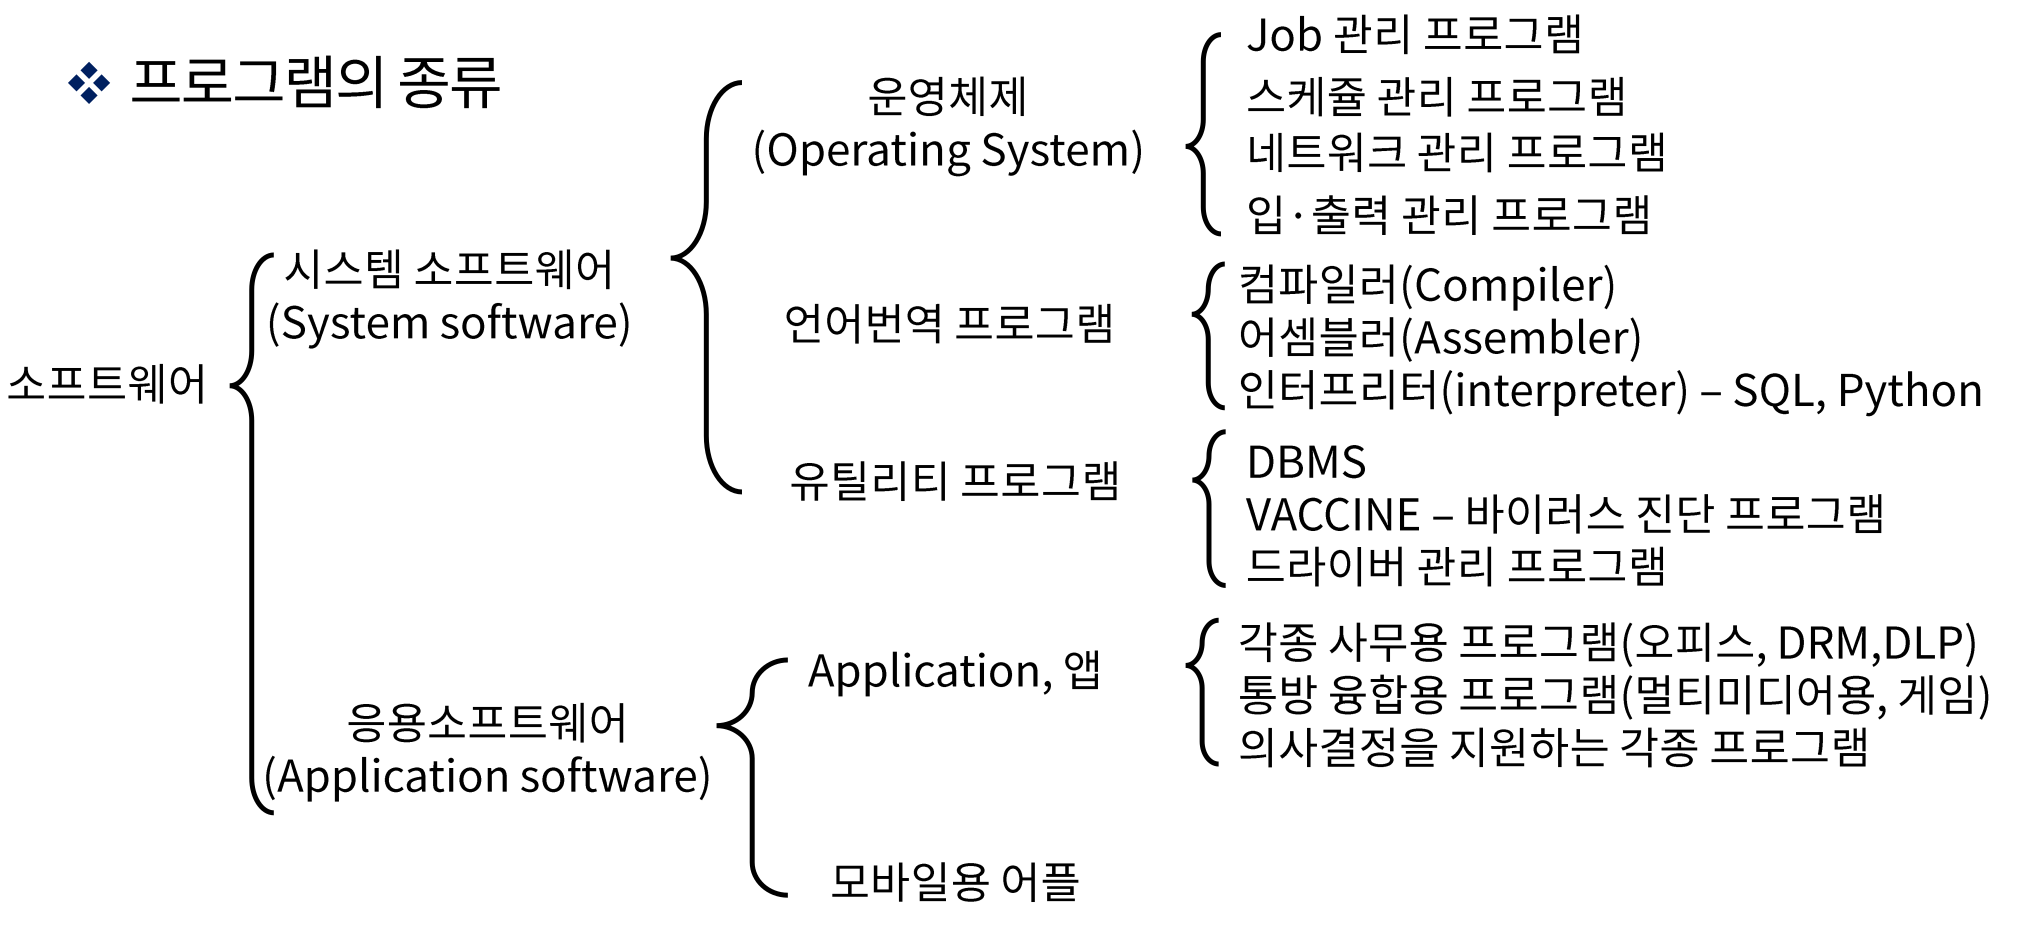 ❖ 프로그램의 종류
소프트웨어
시스템 소프트웨어
(System software)
운영체제
(Operating System)
Job 관리 프로그램
스케쥴 관리 프로그램
네트워크 관리 프로그램
입·출력 관리 프로그램
언어번역 프로그램
컴파일러(Compiler)
어셈블러(Assembler)
인터프리터(interpreter) – SQL, Python
유틸리티 프로그램
DBMS
VACCINE – 바이러스 진단 프로그램
드라이버 관리 프로그램
응용소프트웨어
(Application software)
Application, 앱
각종 사무용 프로그램(오피스, DRM,DLP)
통방 융합용 프로그램(멀티미디어용, 게임)
의사결정을 지원하는 각종 프로그램
모바일용 어플